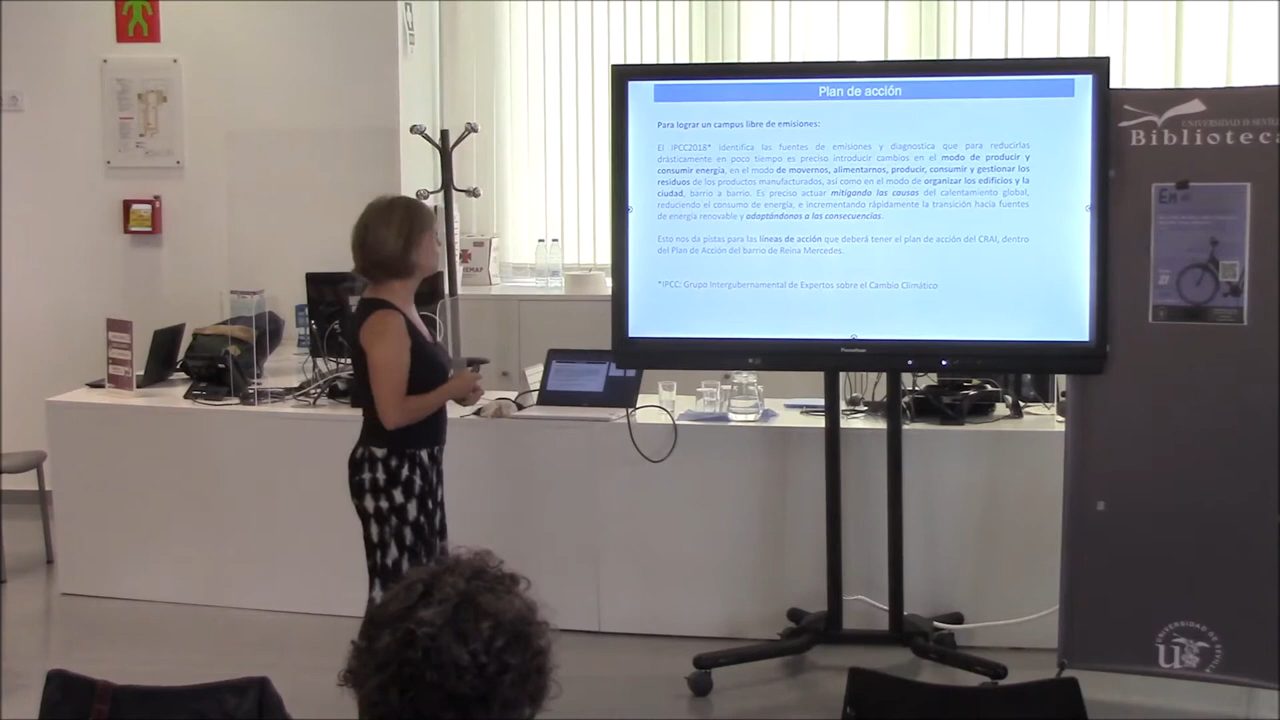 Plan de acción
Para lograr un campus libre de emisiones:
El IPCC2018* identifica las fuentes de emisiones y diagnostica que para reducirlas
drásticamente en poco tiempo es preciso introducir cambios en el modo de producir y
consumir energía, en el modo de movernos, alimentarnos, producir, consumir y gestionar los
residuos de los productos manufacturados, así como en el modo de organizar los edificios y la
ciudad, barrio a barrio. Es preciso actuar mitigando las causas del calentamiento global,
reduciendo el consumo de energía, e incrementando rápidamente la transición hacia fuentes
de energía renovable y adaptándonos a las consecuencias.
Esto nos da pistas para las líneas de acción que deberá tener el plan de acción del CRAI, dentro
del Plan de Acción del barrio de Reina Mercedes.
*IPCC: Grupo Intergubernamental de Expertos sobre el Cambio Climático
Promethean
UNIVERSIDAD D SEVILL
Biblioteca
UNIVERSIDAD DE SEVILLA